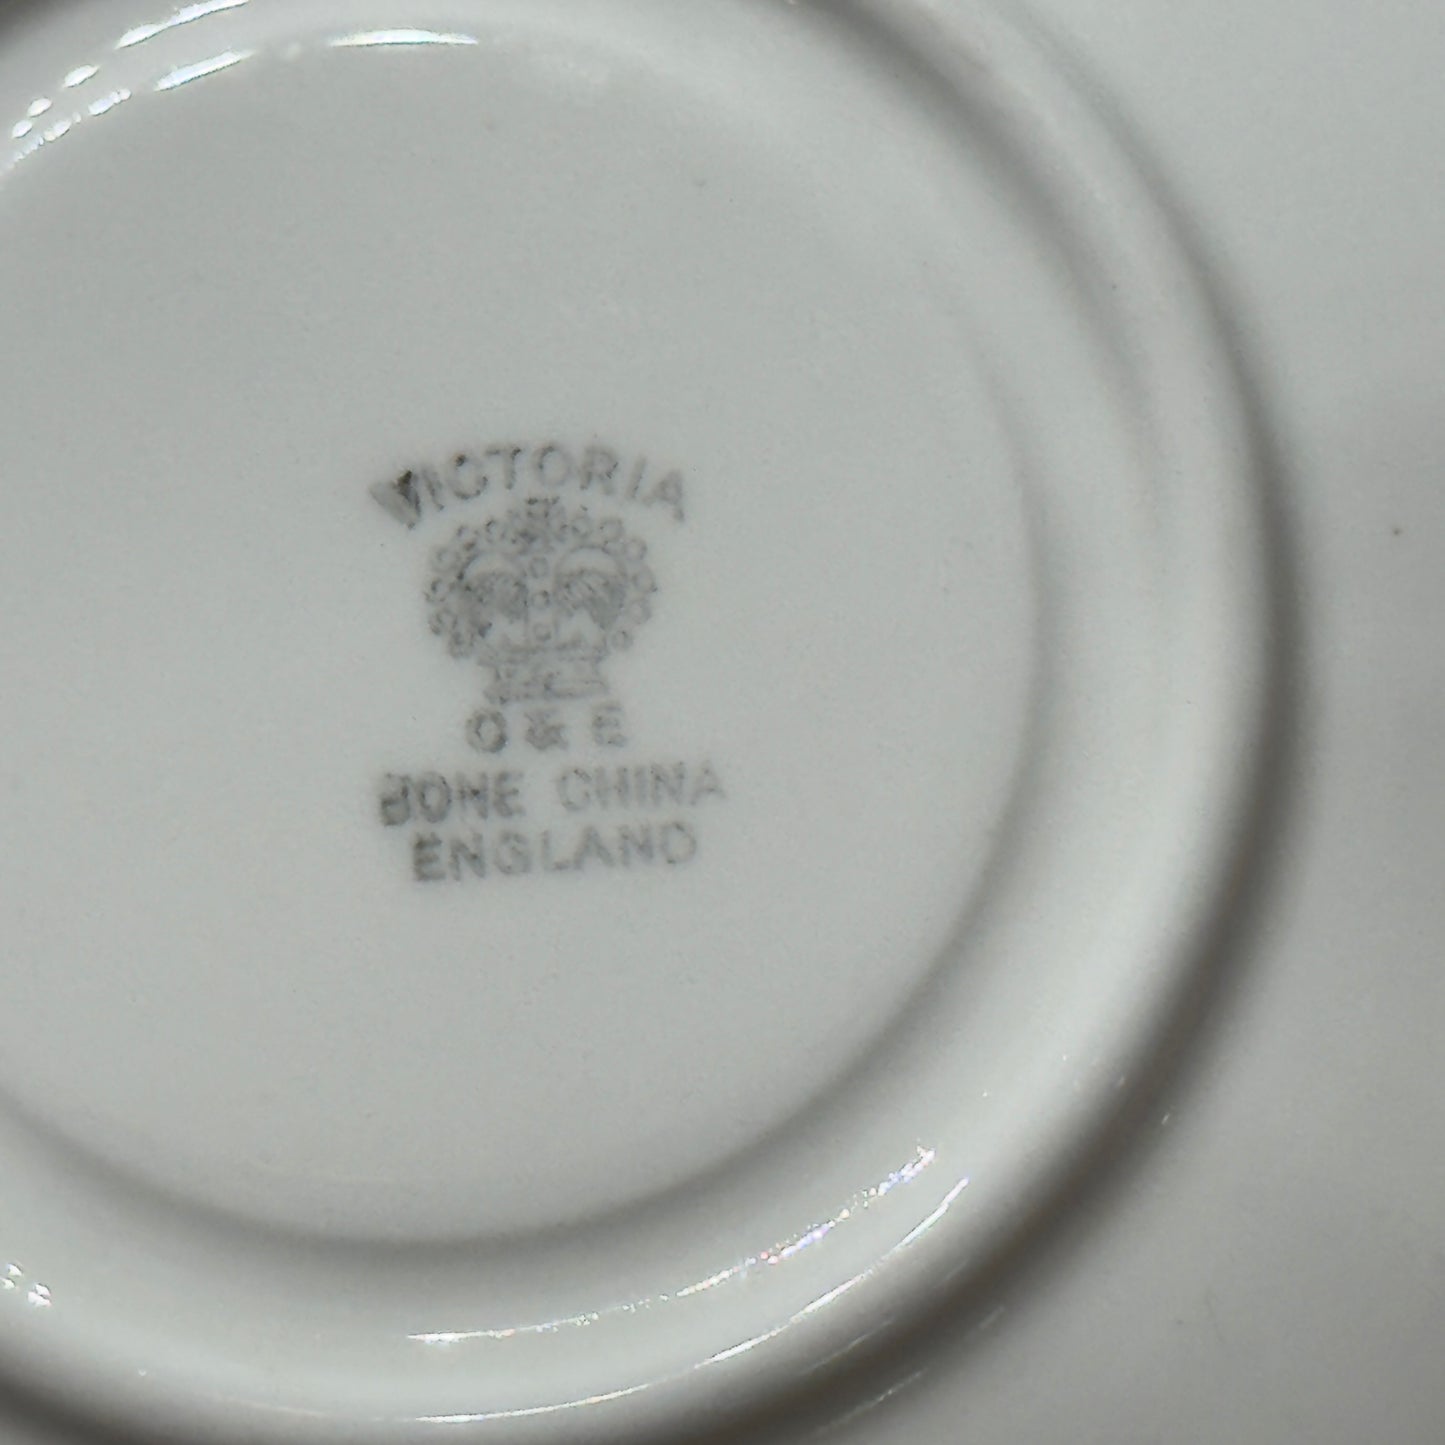 VICTORIA
C & E
BONE CHINA
ENGLAND